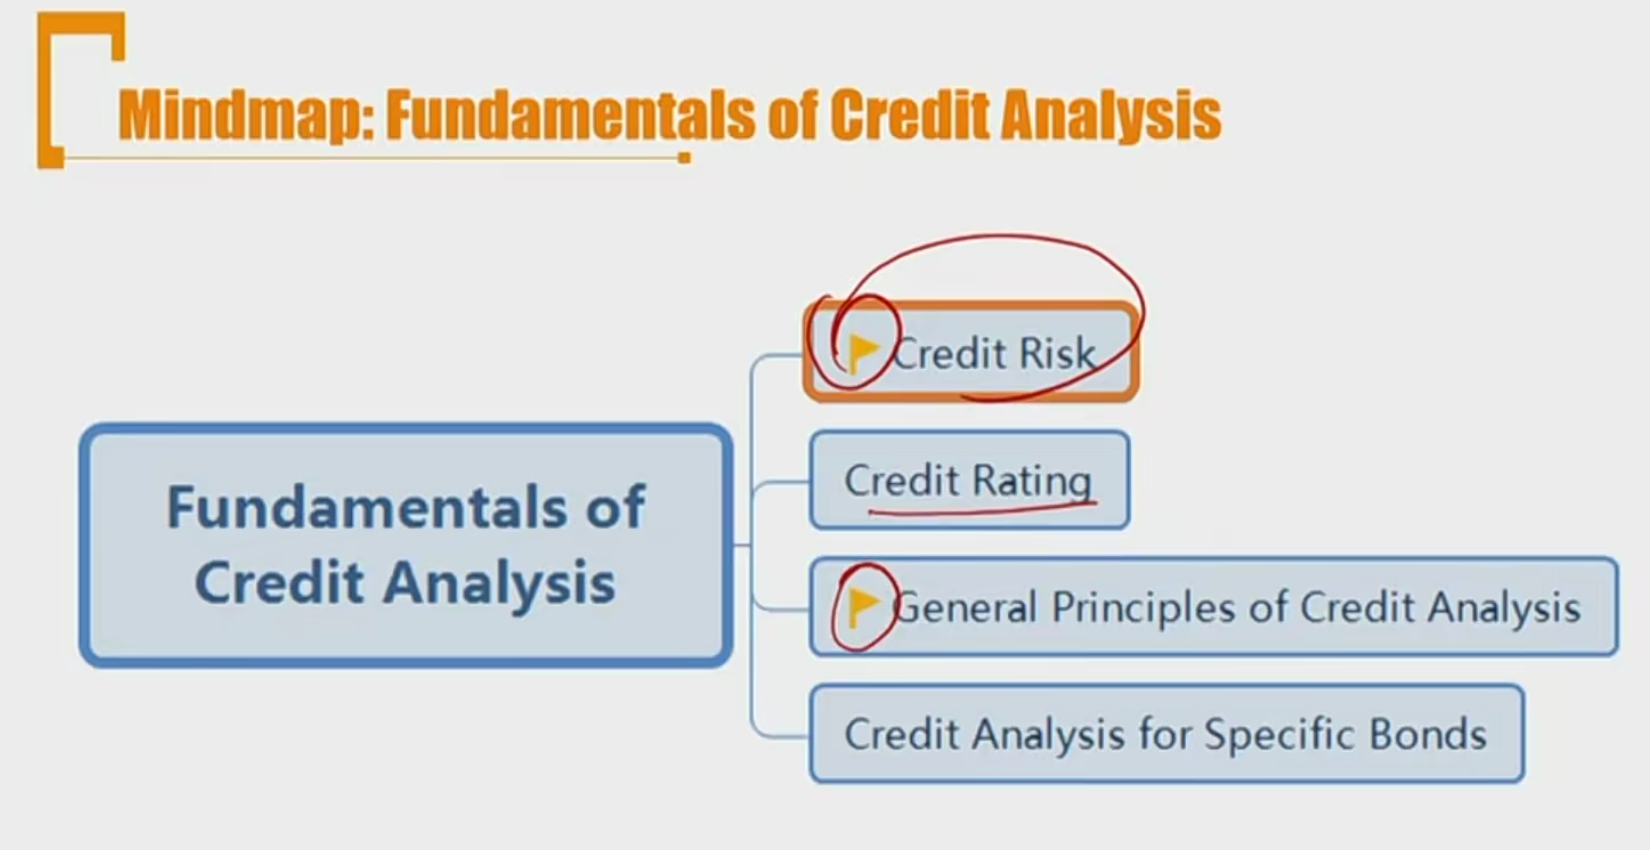 Mindmap: Fundamentals of Credit Analysis
Credit Risk
Credit Rating
Fundamentals of
Credit Analysis
General Principles of Credit Analysis
Credit Analysis for Specific Bonds